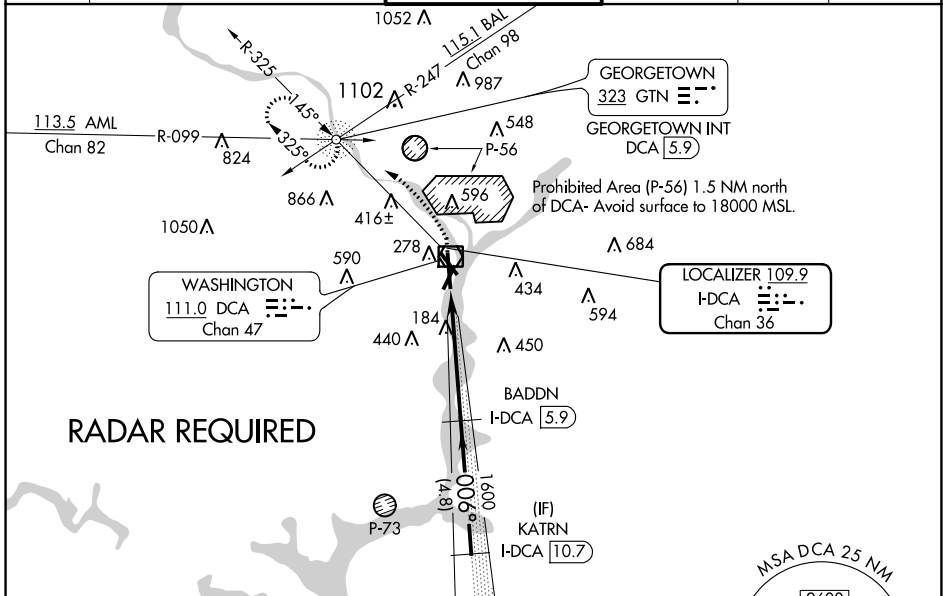 1052
115.1 BAL
Chan 98
R-247
R-325
145°
325°
1102
987
GEORGETOWN
323 GTN
GEORGETOWN INT
DCA 5.9
113.5 AML
Chan 82
R-099
824
548
P-56
Prohibited Area (P-56) 1.5 NM north
of DCA- Avoid surface to 18000 MSL.
866
416±
596
1050
278
590
684
WASHINGTON
111.0 DCA
Chan 47
434
594
LOCALIZER 109.9
I-DCA
Chan 36
184
440
450
BADDN
I-DCA 5.9
RADAR REQUIRED
1600
006°
(4.8)
P-73
(IF)
KATRN
I-DCA 10.7
MSA DCA 25 NM